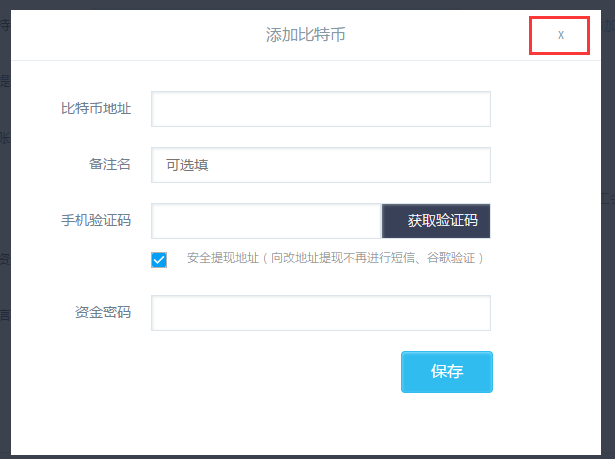 添加比特币
x
比特币地址
备注名
可选填
手机验证码
获取验证码
安全提现地址（向改地址提现不再进行短信、谷歌验证）
资金密码
保存